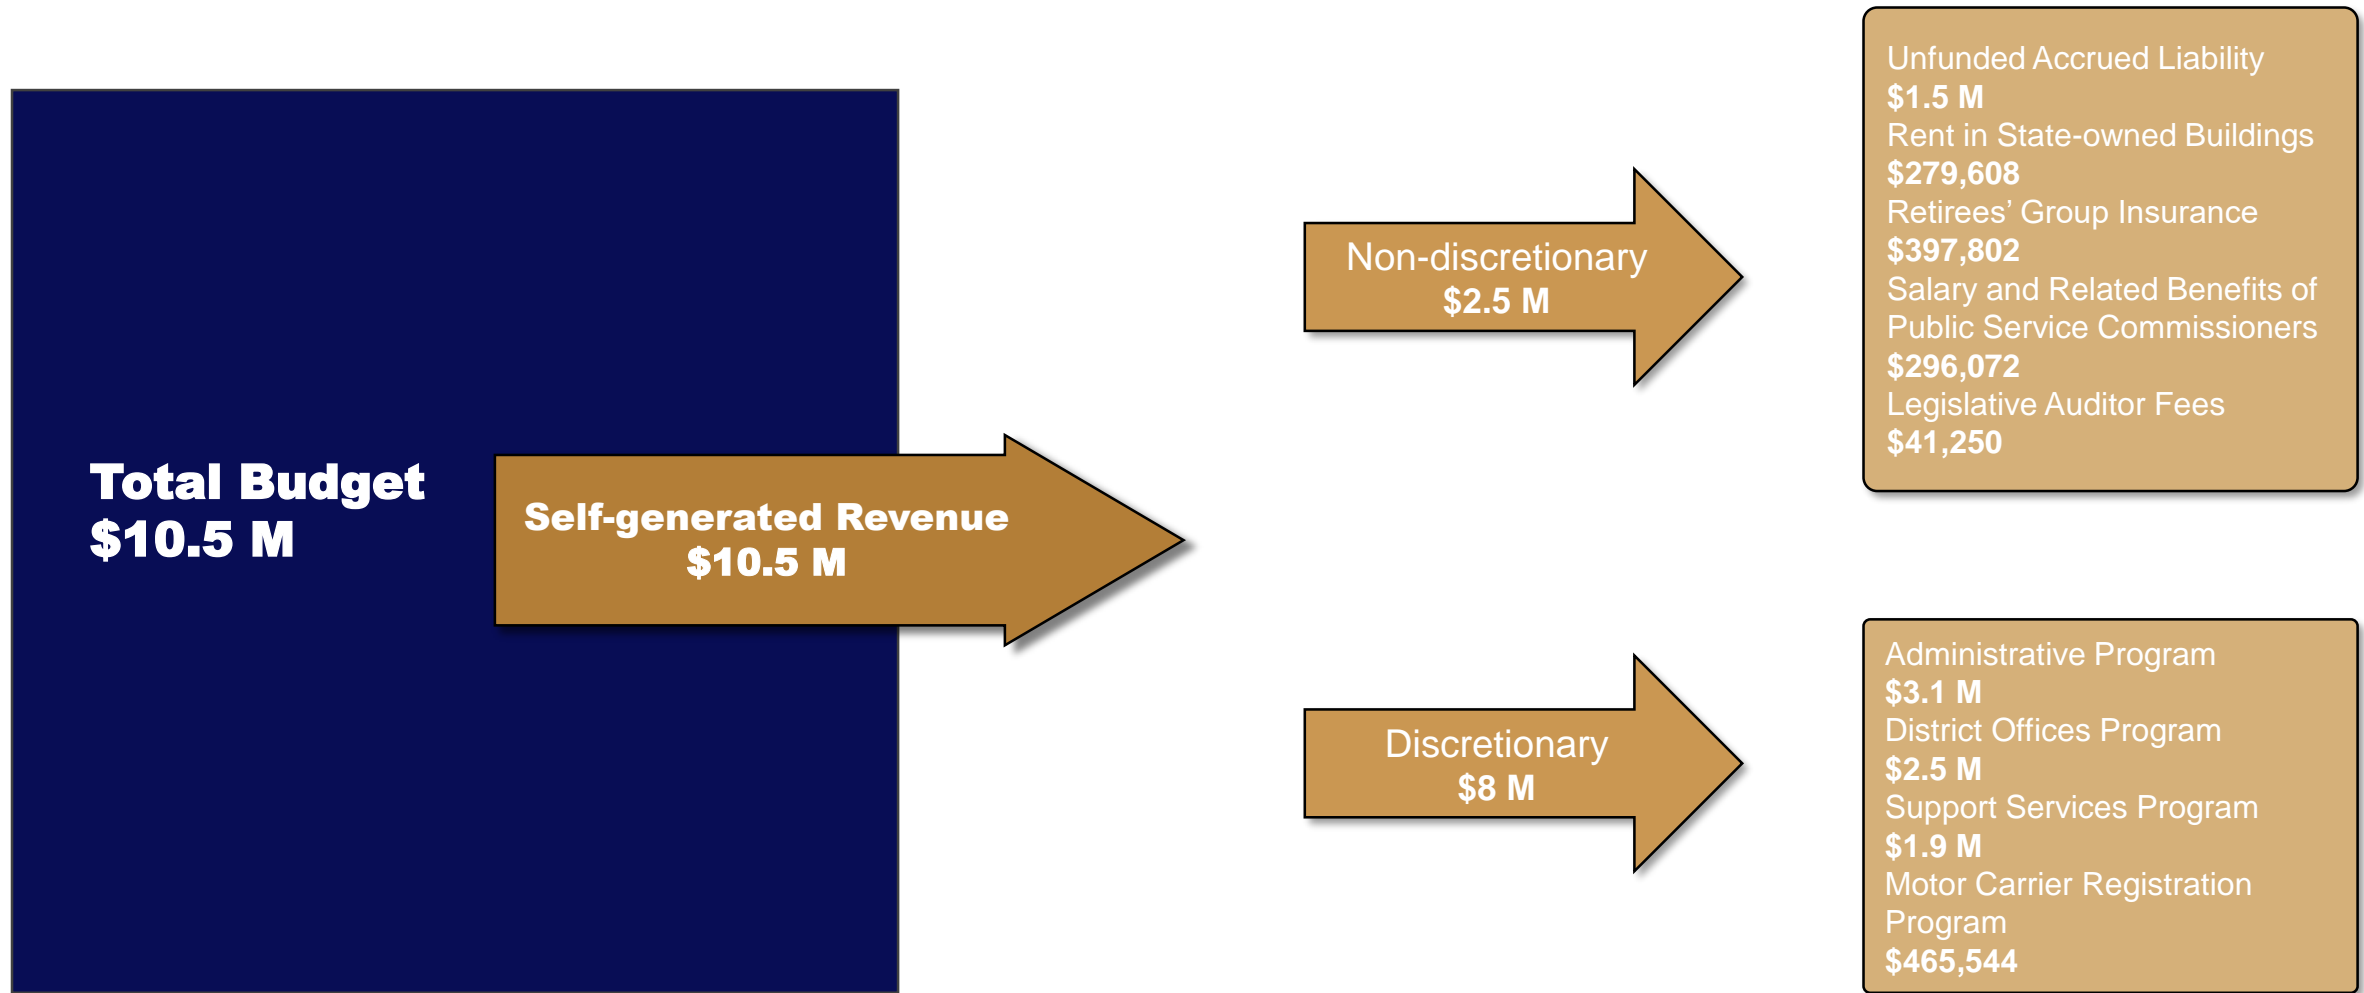 Total Budget
$10.5 M
Self-generated Revenue
$10.5 M
Non-discretionary
$2.5 M
Unfunded Accrued Liability
$1.5 M
Rent in State-owned Buildings
$279,608
Retirees’ Group Insurance
$397,802
Salary and Related Benefits of
Public Service Commissioners
$296,072
Legislative Auditor Fees
$41,250
Discretionary
$8 M
Administrative Program
$3.1 M
District Offices Program
$2.5 M
Support Services Program
$1.9 M
Motor Carrier Registration
Program
$465,544